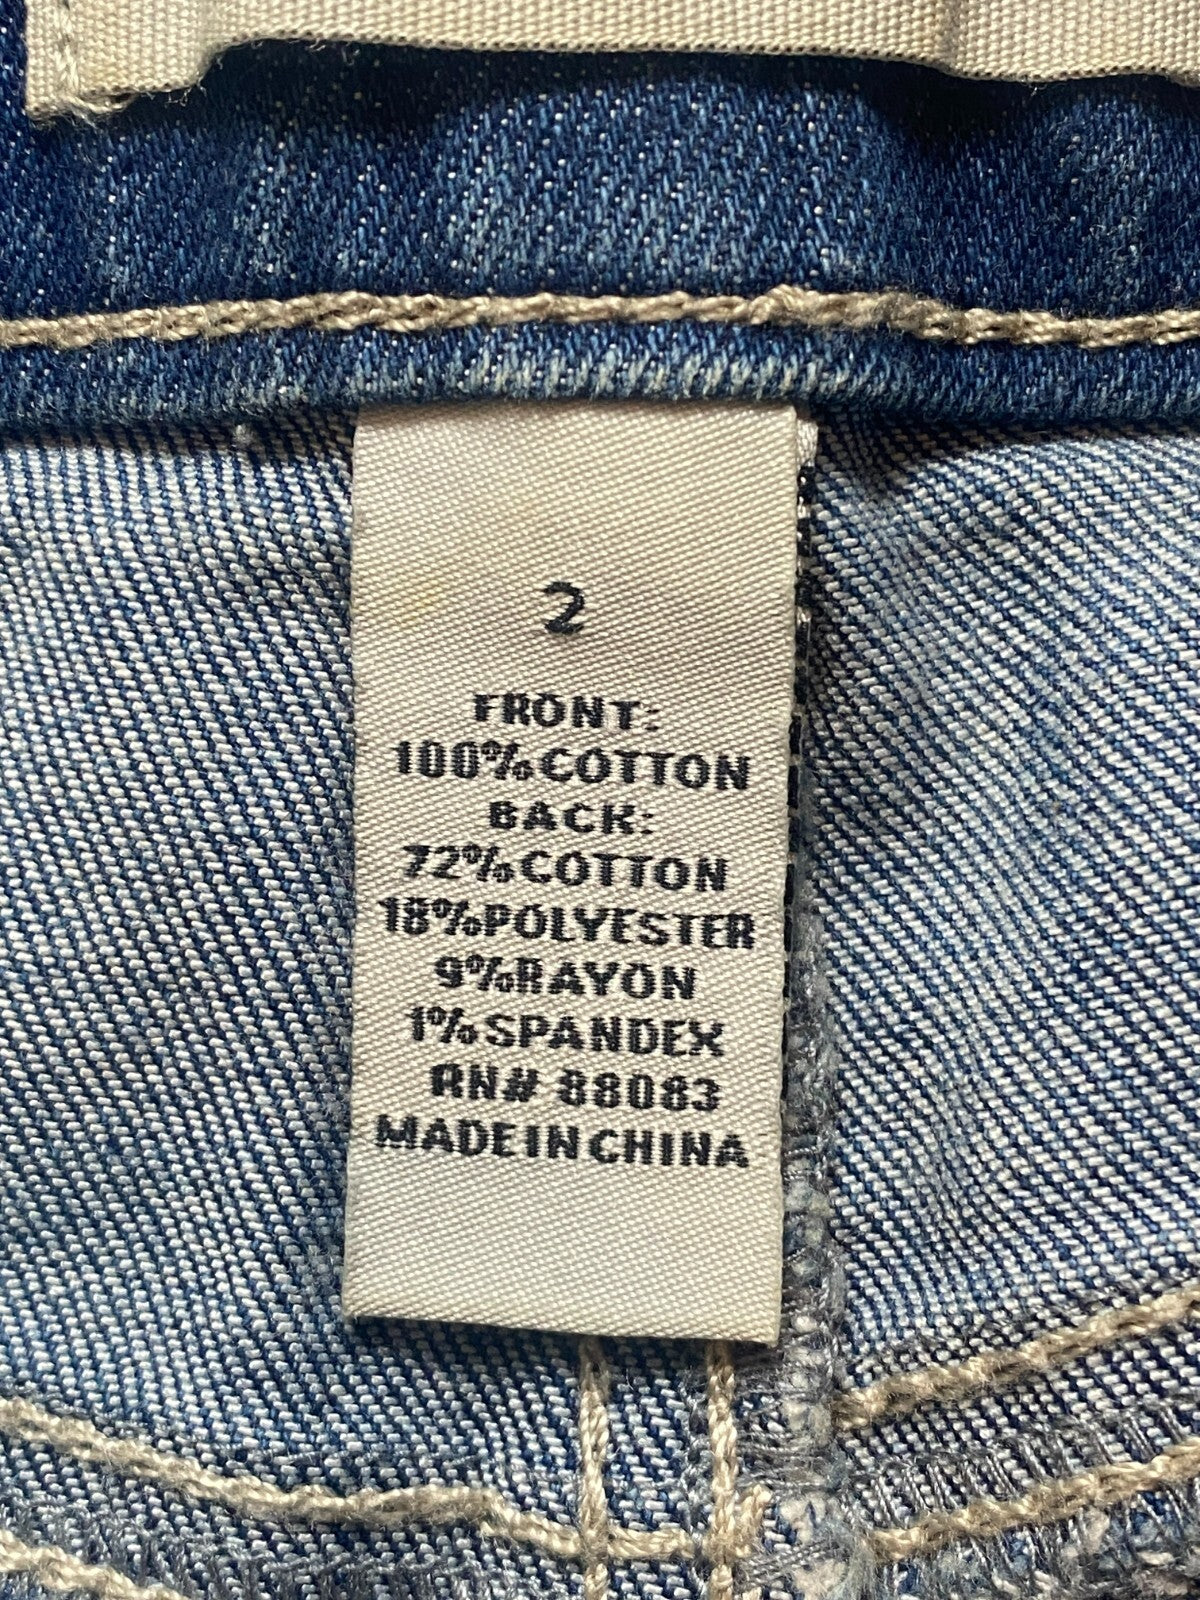 2
FRONT:
100%COTTON
BACK:
72%COTTON
18%POLYESTER
9%RAYON
1%SPANDEX
RN# 88083
MADE IN CHINA